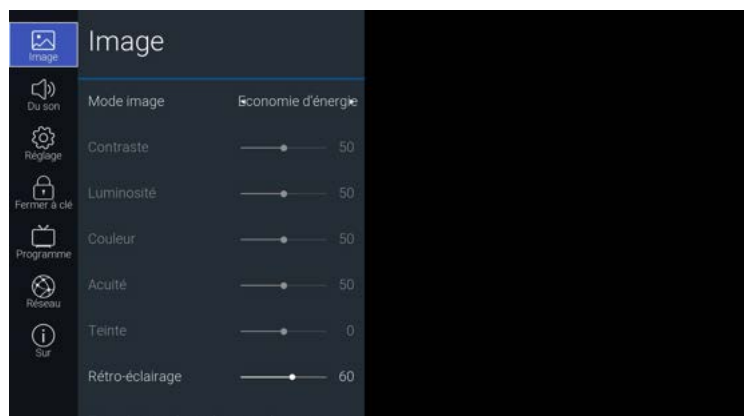 Image
Du son
Réglage
Fermer à clé
Programme
Réseau
Sur
Image
Mode image Economie d'énergie
Contraste 50
Luminosité 50
Couleur 50
Acuité 50
Teinte 0
Rétro-éclairage 60